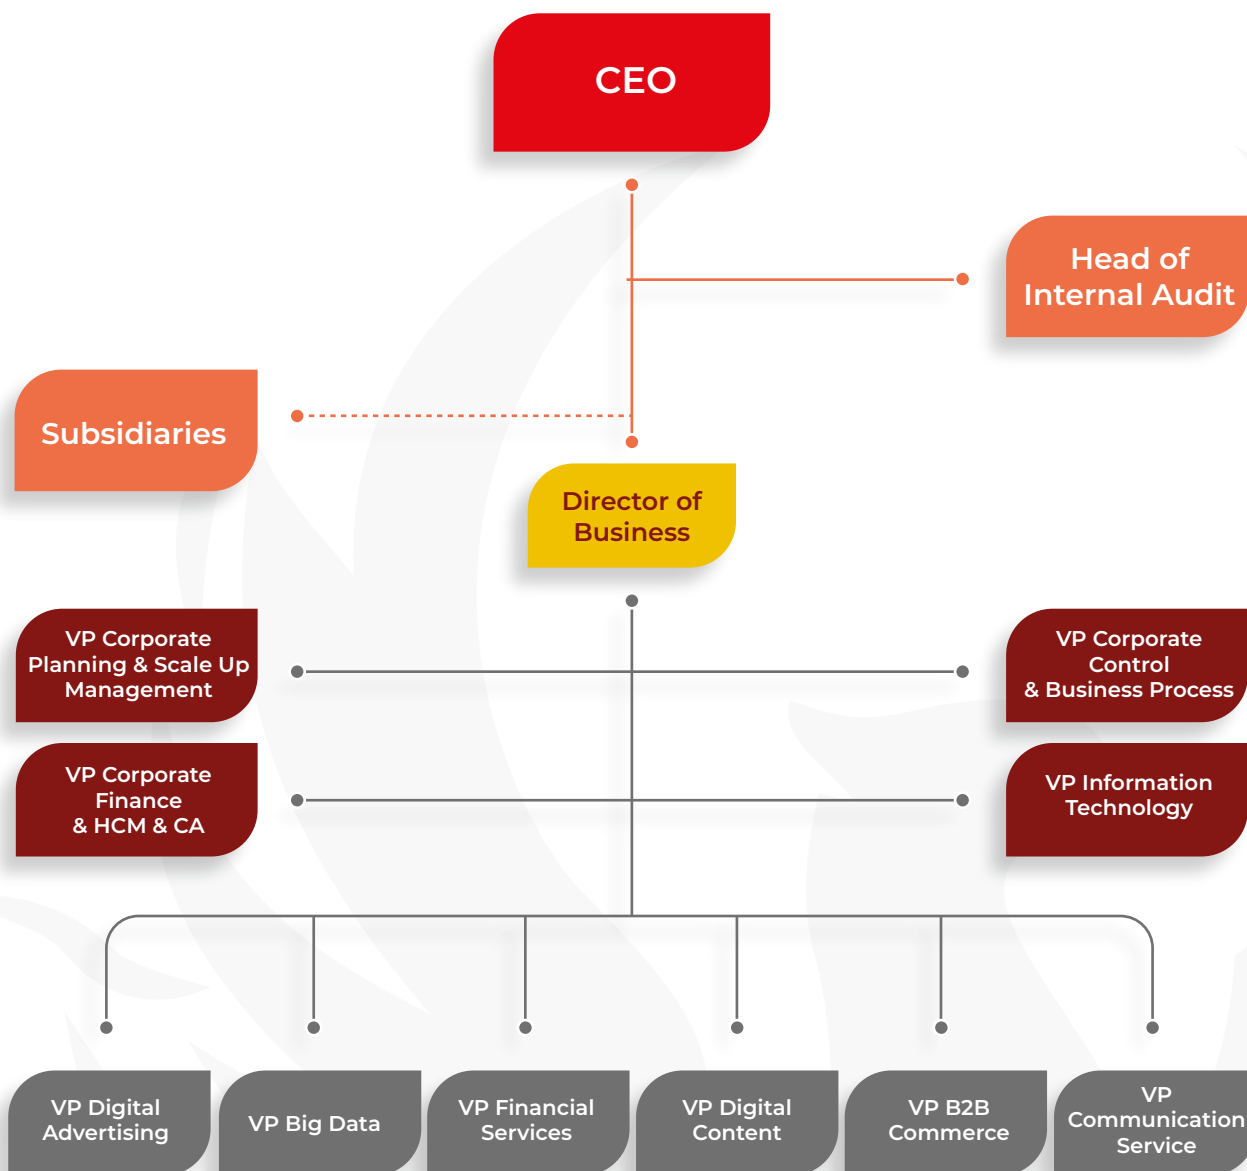 CEO
Head of
Internal Audit
Subsidiaries
Director of
Business
VP Corporate
Planning & Scale Up
Management
VP Corporate
Control
& Business Process
VP Corporate
Finance
& HCM & CA
VP Information
Technology
VP Digital
Advertising
VP Big Data
VP Financial
Services
VP Digital
Content
VP B2B
Commerce
VP
Communication
Service